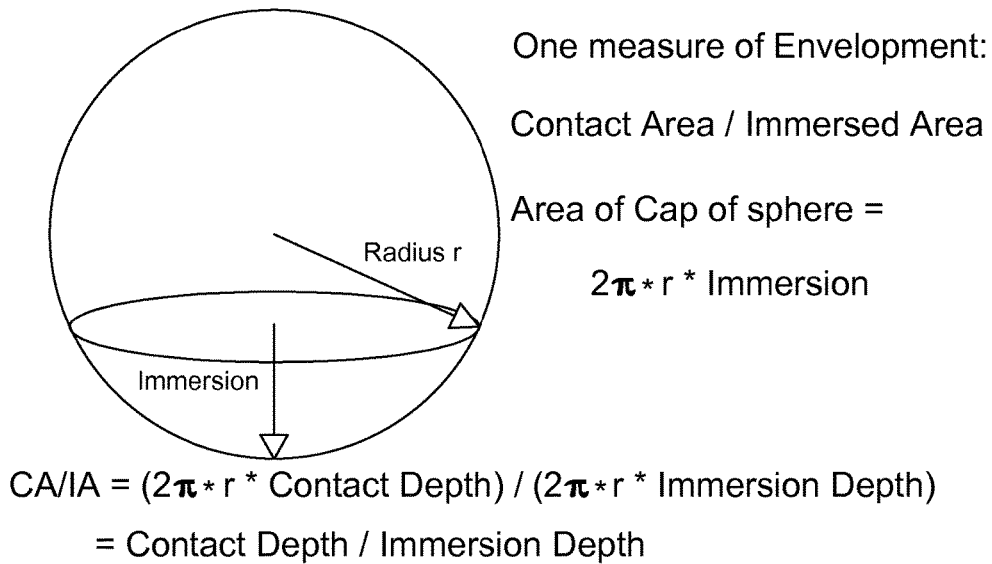 One measure of Envelopment:
Contact Area / Immersed Area
Area of Cap of sphere =
2π * r * Immersion
Radius r
Immersion
CA/IA = (2π * r * Contact Depth) / (2π * r * Immersion Depth)
= Contact Depth / Immersion Depth